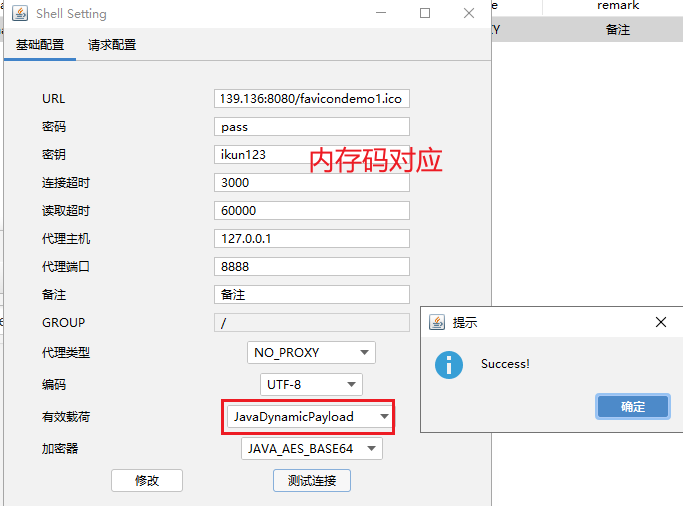 Shell Setting
e
remark
基础配置
请求配置
XY
备注
URL
139.136:8080/favicondemo1.ico
密码
pass
密钥
ikun123
内存码对应
连接超时
3000
读取超时
60000
代理主机
127.0.0.1
代理端口
8888
备注
备注
GROUP
/
代理类型
NO_PROXY
编码
UTF-8
有效载荷
JavaDynamicPayload
加密器
JAVA_AES_BASE64
修改
测试连接
提示
Success!
确定